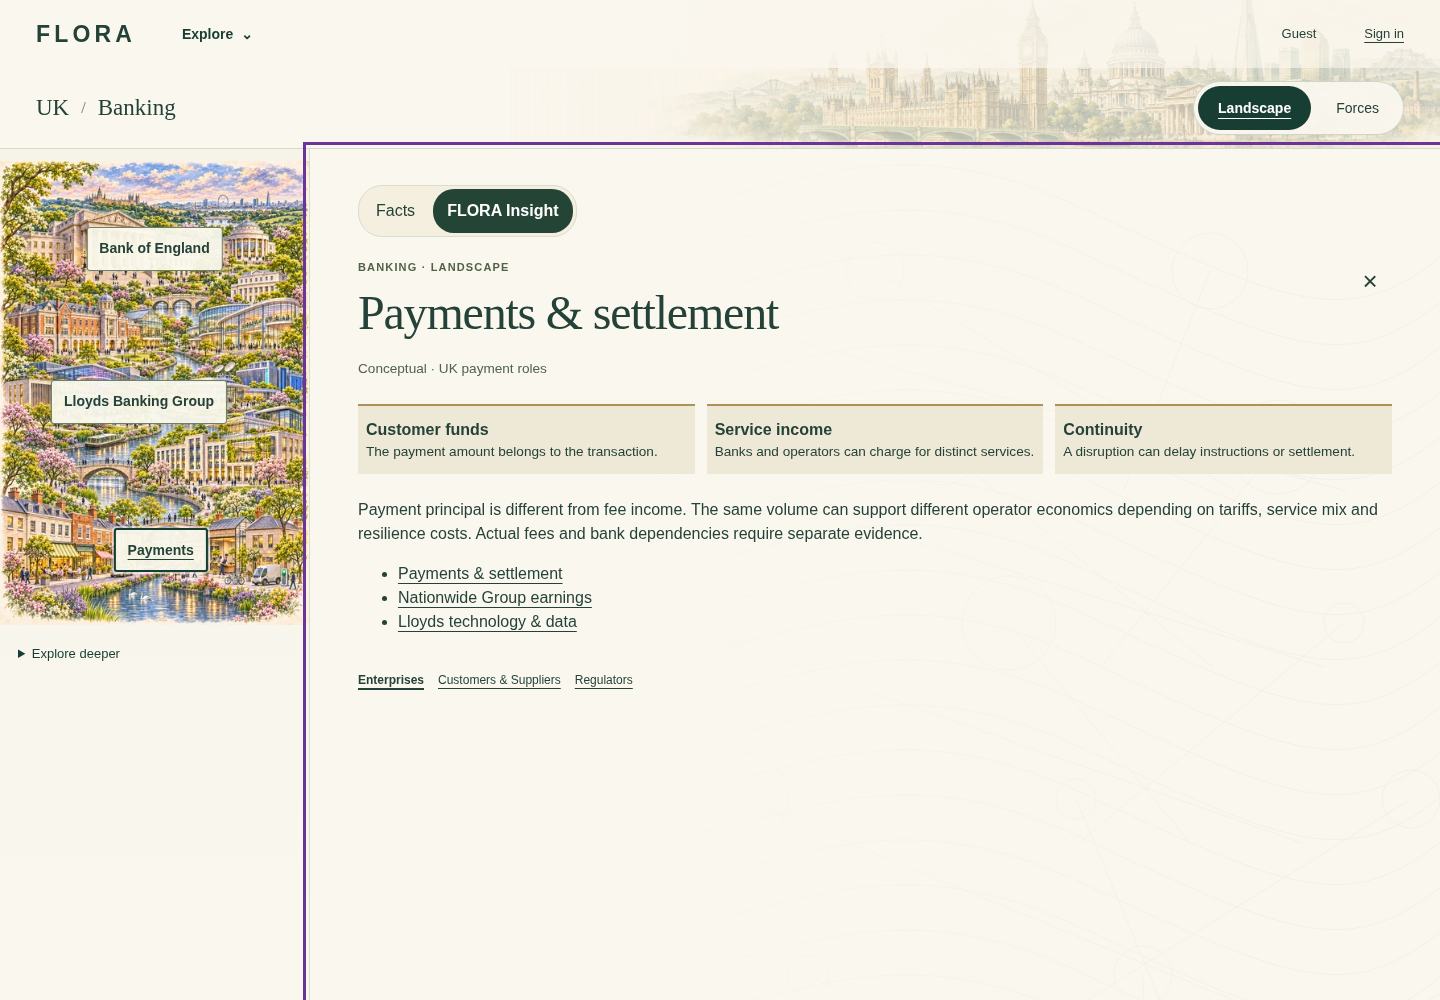 FLORA
Explore
Guest
Sign in
UK / Banking
Landscape
Forces
Bank of England
Lloyds Banking Group
Payments
Explore deeper
Facts
FLORA Insight
BANKING · LANDSCAPE
×
Payments & settlement
Conceptual · UK payment roles
Customer funds
The payment amount belongs to the transaction.
Service income
Banks and operators can charge for distinct services.
Continuity
A disruption can delay instructions or settlement.
Payment principal is different from fee income. The same volume can support different operator economics depending on tariffs, service mix and
resilience costs. Actual fees and bank dependencies require separate evidence.
• Payments & settlement
• Nationwide Group earnings
• Lloyds technology & data
Enterprises Customers & Suppliers Regulators